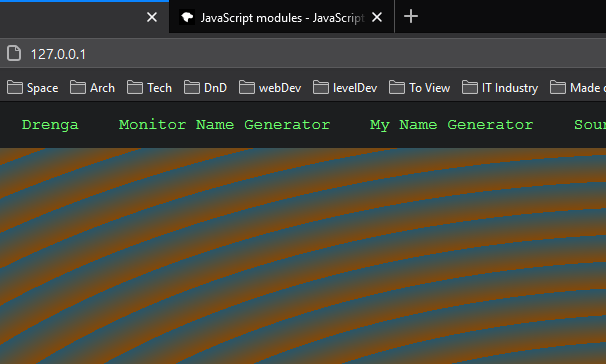 JavaScript modules - JavaScript
127.0.0.1
Space Arch Tech DnD webDev levelDev To View IT Industry Made
Drenga Monitor Name Generator My Name Generator Sour